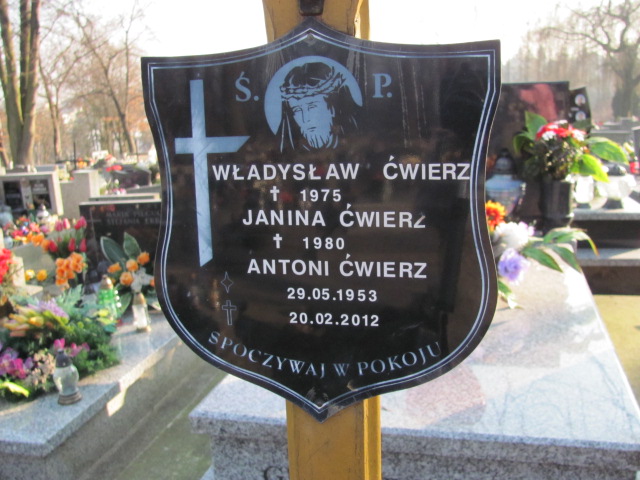 Ś. P.
WŁADYSŁAW ĆWIERZ
✝ 1975
JANINA ĆWIERZ
✝ 1980
ANTONI ĆWIERZ
29.05.1953
20.02.2012
SPOCZYWAJ W POKOJU